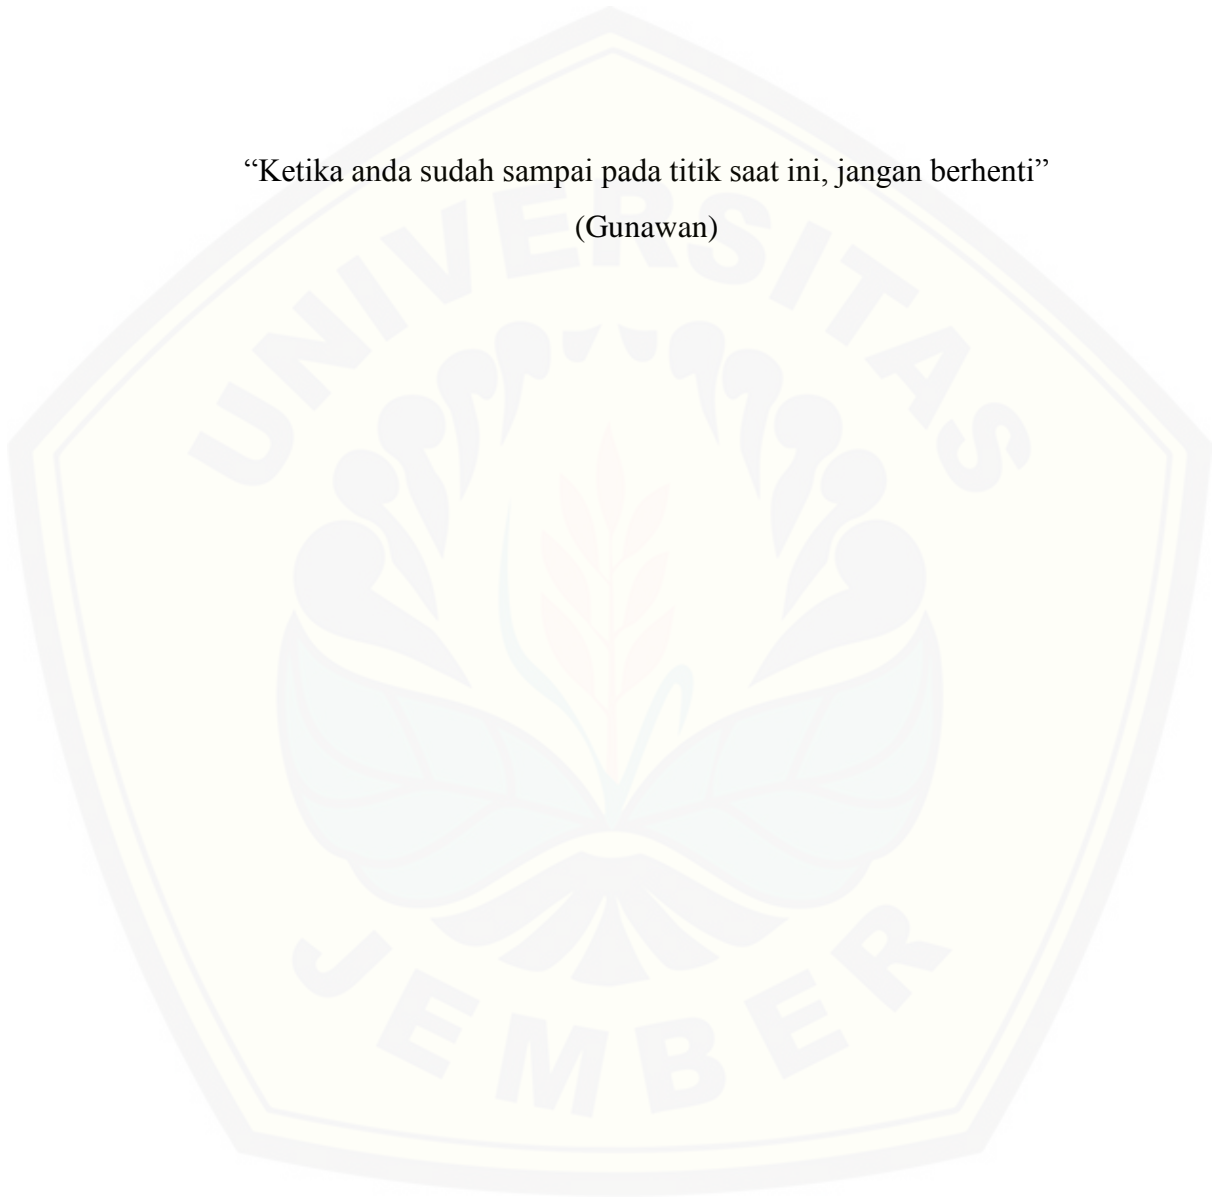 “Ketika anda sudah sampai pada titik saat ini, jangan berhenti”
(Gunawan)
UNIVERSITAS
JEMBER